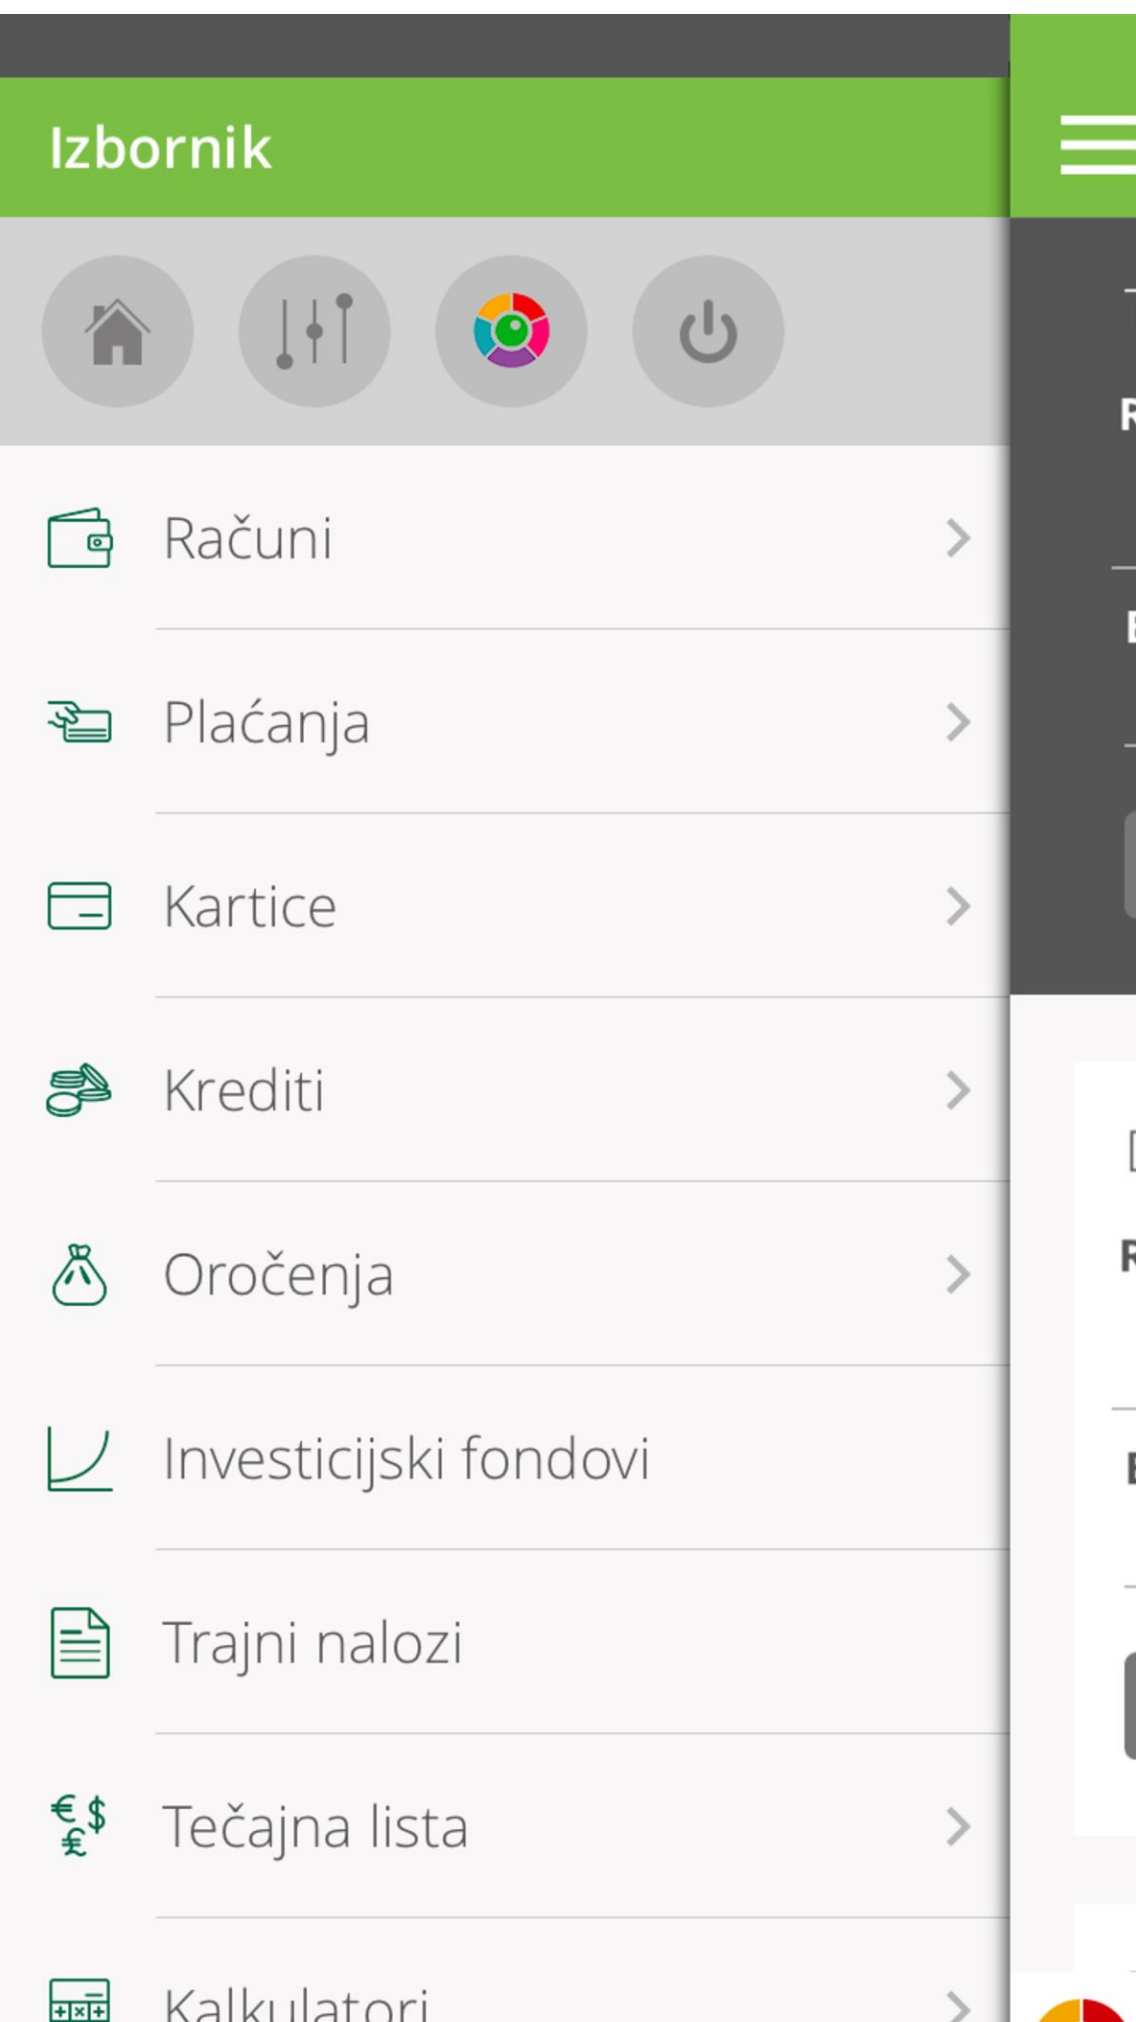 Izbornik
Računi
Plaćanja
Kartice
Krediti
Oročenja
Investicijski fondovi
Trajni nalozi
€ $ £
Tečajna lista
Kalkulatori